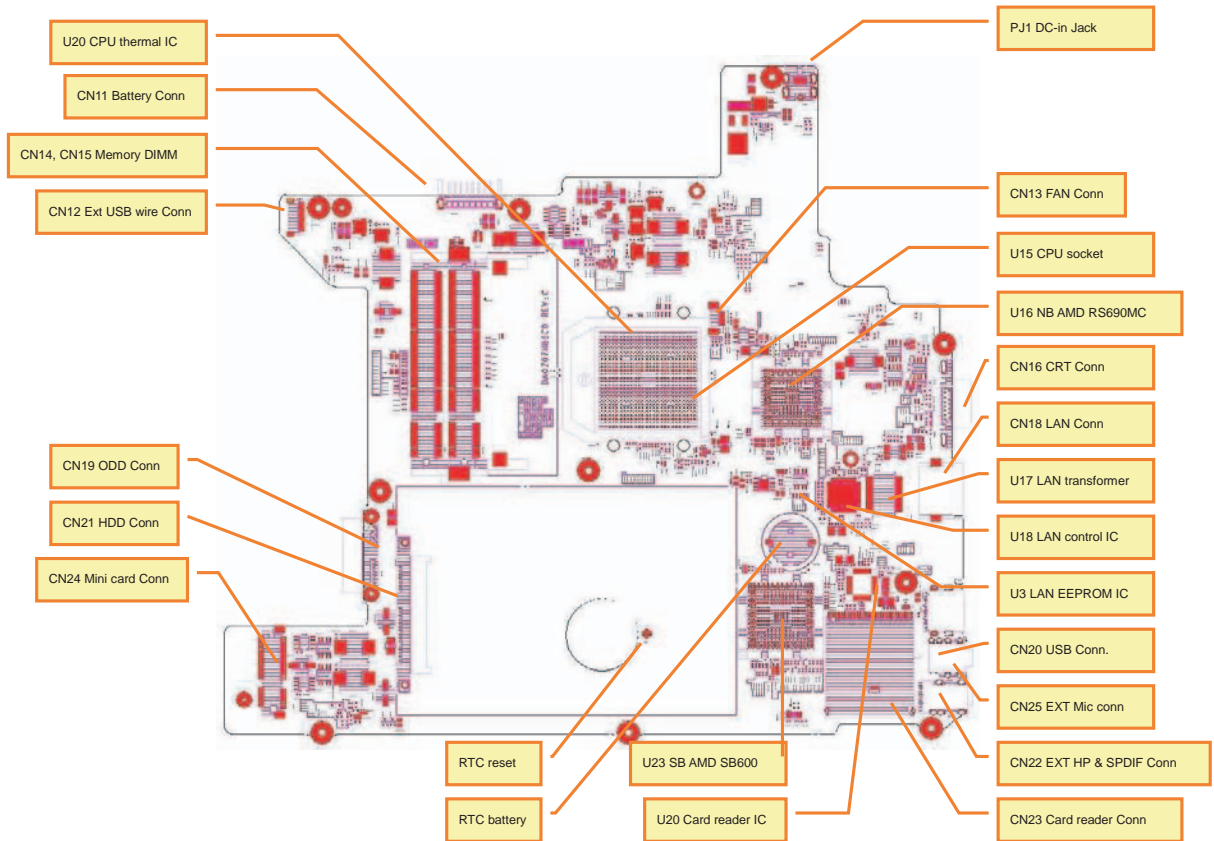 U20 CPU thermal IC
CN11 Battery Conn
CN14, CN15 Memory DIMM
CN12 Ext USB wire Conn
CN19 ODD Conn
CN21 HDD Conn
CN24 Mini card Conn
RTC reset
RTC battery
U23 SB AMD SB600
U20 Card reader IC
PJ1 DC-in Jack
CN13 FAN Conn
U15 CPU socket
U16 NB AMD RS690MC
CN16 CRT Conn
CN18 LAN Conn
U17 LAN transformer
U18 LAN control IC
U3 LAN EEPROM IC
CN20 USB Conn.
CN25 EXT Mic conn
CN22 EXT HP & SPDIF Conn
CN23 Card reader Conn